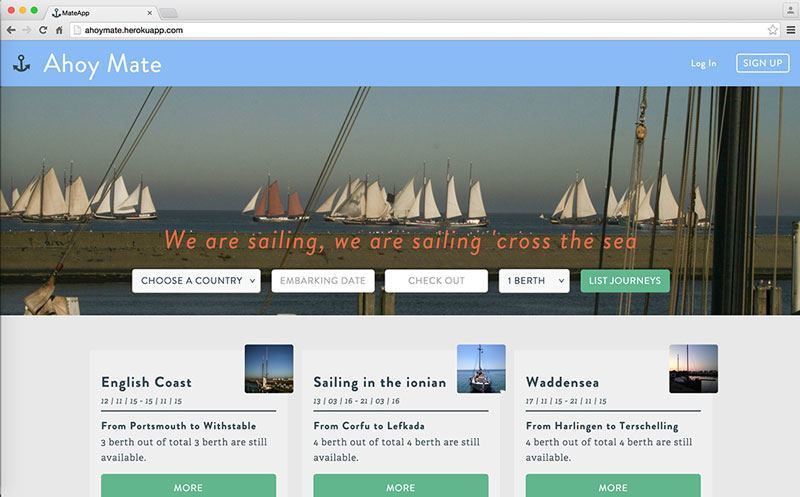 MateApp
ahoymate.herokuapp.com
Ahoy Mate
Log In
SIGN UP
We are sailing, we are sailing 'cross the sea
CHOOSE A COUNTRY
EMBARKING DATE
CHECK OUT
1 BERTH
LIST JOURNEYS
English Coast
12 | 11 | 15 - 15 | 11 | 15
From Portsmouth to Withstable
3 berth out of total 3 berth are still
available.
MORE
Sailing in the ionian
13 | 03 | 16 - 21 | 03 | 16
From Corfu to Lefkada
4 berth out of total 4 berth are still
available.
MORE
Waddensea
17 | 11 | 15 - 21 | 11 | 15
From Harlingen to Terschelling
4 berth out of total 4 berth are still
available.
MORE